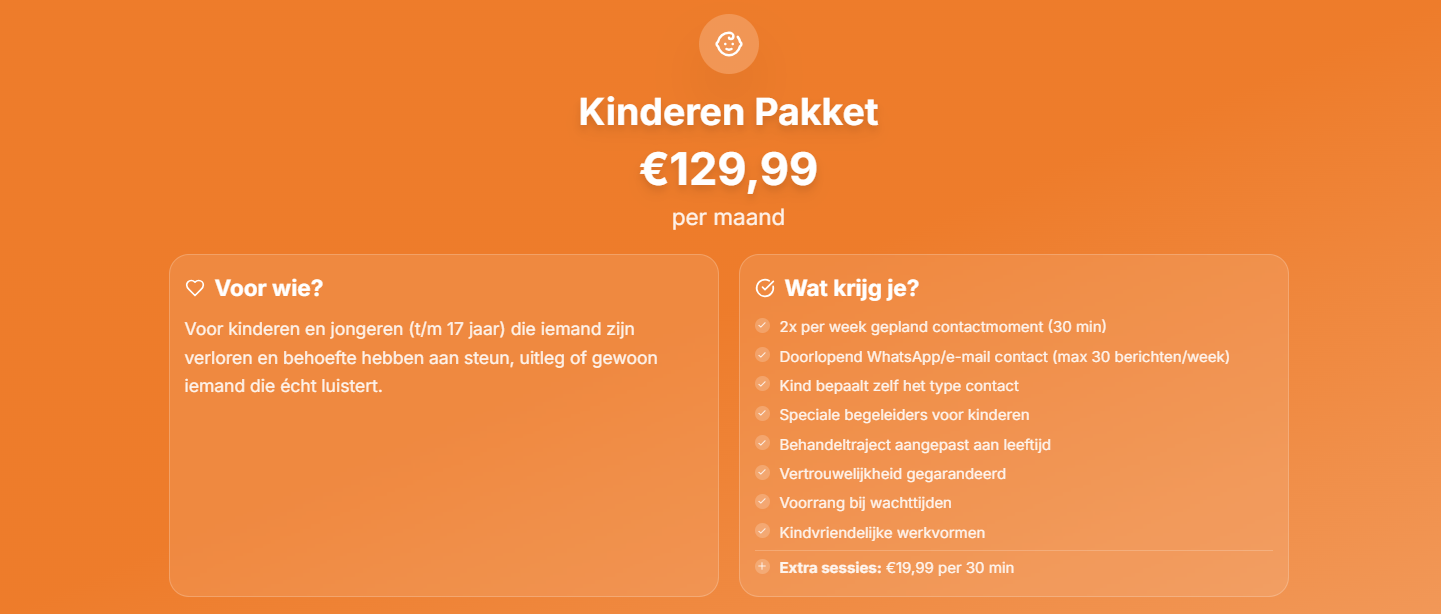 Kinderen Pakket
€129,99
per maand
Voor wie?
Voor kinderen en jongeren (t/m 17 jaar) die iemand zijn
verloren en behoefte hebben aan steun, uitleg of gewoon
iemand die écht luistert.
Wat krijg je?
2x per week gepland contactmoment (30 min)
Doorlopend WhatsApp/e-mail contact (max 30 berichten/week)
Kind bepaalt zelf het type contact
Speciale begeleiders voor kinderen
Behandeltraject aangepast aan leeftijd
Vertrouwelijkheid gegarandeerd
Voorrang bij wachttijden
Kindvriendelijke werkvormen
Extra sessies: €19,99 per 30 min